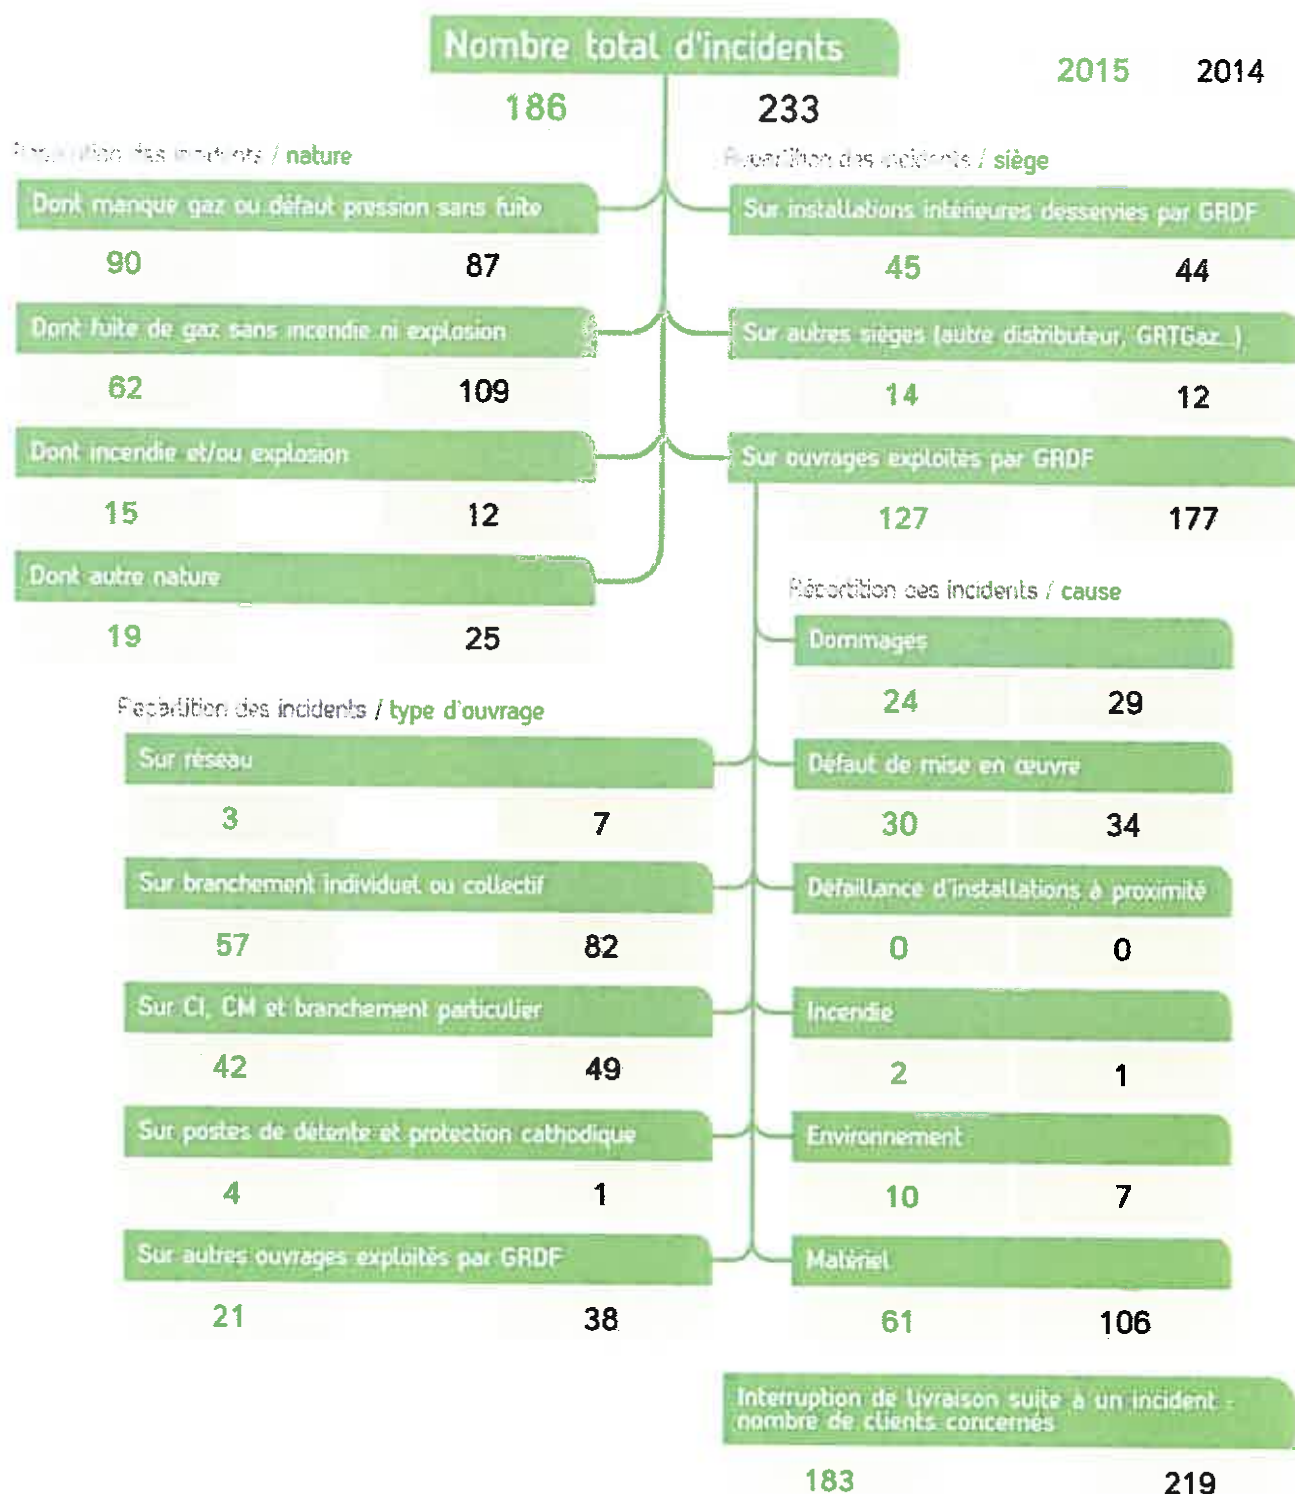 Nombre total d'incidents
2015 2014
186 233
Répartition des incidents / nature
Dont manque gaz ou défaut pression sans fuite
90 87
Dont fuite de gaz sans incendie ni explosion
62 109
Dont incendie et/ou explosion
15 12
Dont autre nature
19 25
Répartition des incidents / siège
Sur installations intérieures desservies par GRDF
45 44
Sur autres sièges (autre distributeur, GRTGaz...)
14 12
Sur ouvrages exploités par GRDF
127 177
Répartition des incidents / type d'ouvrage
Sur réseau
3 7
Sur branchement individuel ou collectif
57 82
Sur CI, CM et branchement particulier
42 49
Sur postes de détente et protection cathodique
4 1
Sur autres ouvrages exploités par GRDF
21 38
Répartition des incidents / cause
Dommages
24 29
Défaut de mise en œuvre
30 34
Défaillance d'installations à proximité
0 0
Incendie
2 1
Environnement
10 7
Matériel
61 106
Interruption de livraison suite à un incident -
nombre de clients concernés
183 219